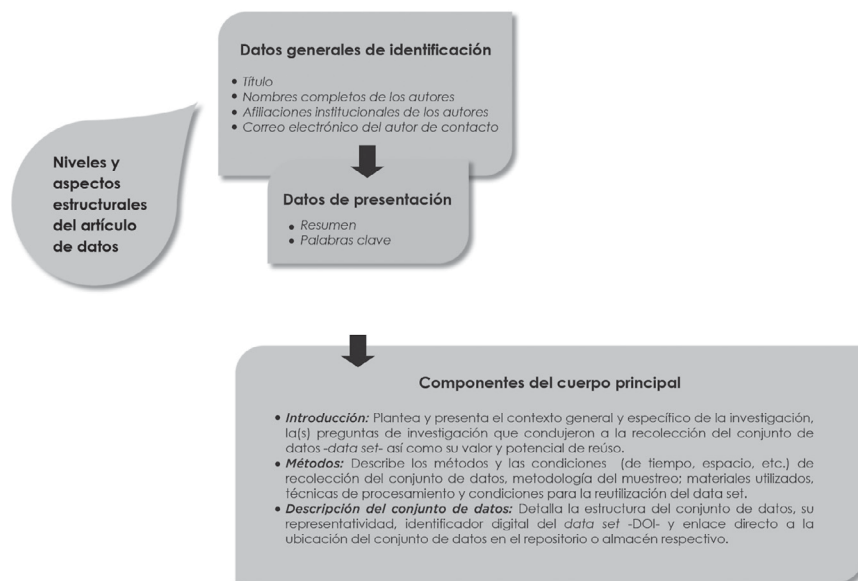 Datos generales de identificación
• Título
• Nombres completos de los autores
• Afiliaciones institucionales de los autores
• Correo electrónico del autor de contacto
Niveles y
aspectos
estructurales
del artículo
de datos
Datos de presentación
• Resumen
• Palabras clave
Componentes del cuerpo principal
• Introducción: Plantea y presenta el contexto general y específico de la investigación,
la(s) preguntas de investigación que condujeron a la recolección del conjunto de
datos -data set- así como su valor y potencial de reúso.
• Métodos: Describe los métodos y las condiciones (de tiempo, espacio, etc.) de
recolección del conjunto de datos, metodología del muestreo; materiales utilizados,
técnicas de procesamiento y condiciones para la reutilización del data set.
• Descripción del conjunto de datos: Detalla la estructura del conjunto de datos, su
representatividad, identificador digital del data set -DOI- y enlace directo a la
ubicación del conjunto de datos en el repositorio o almacén respectivo.